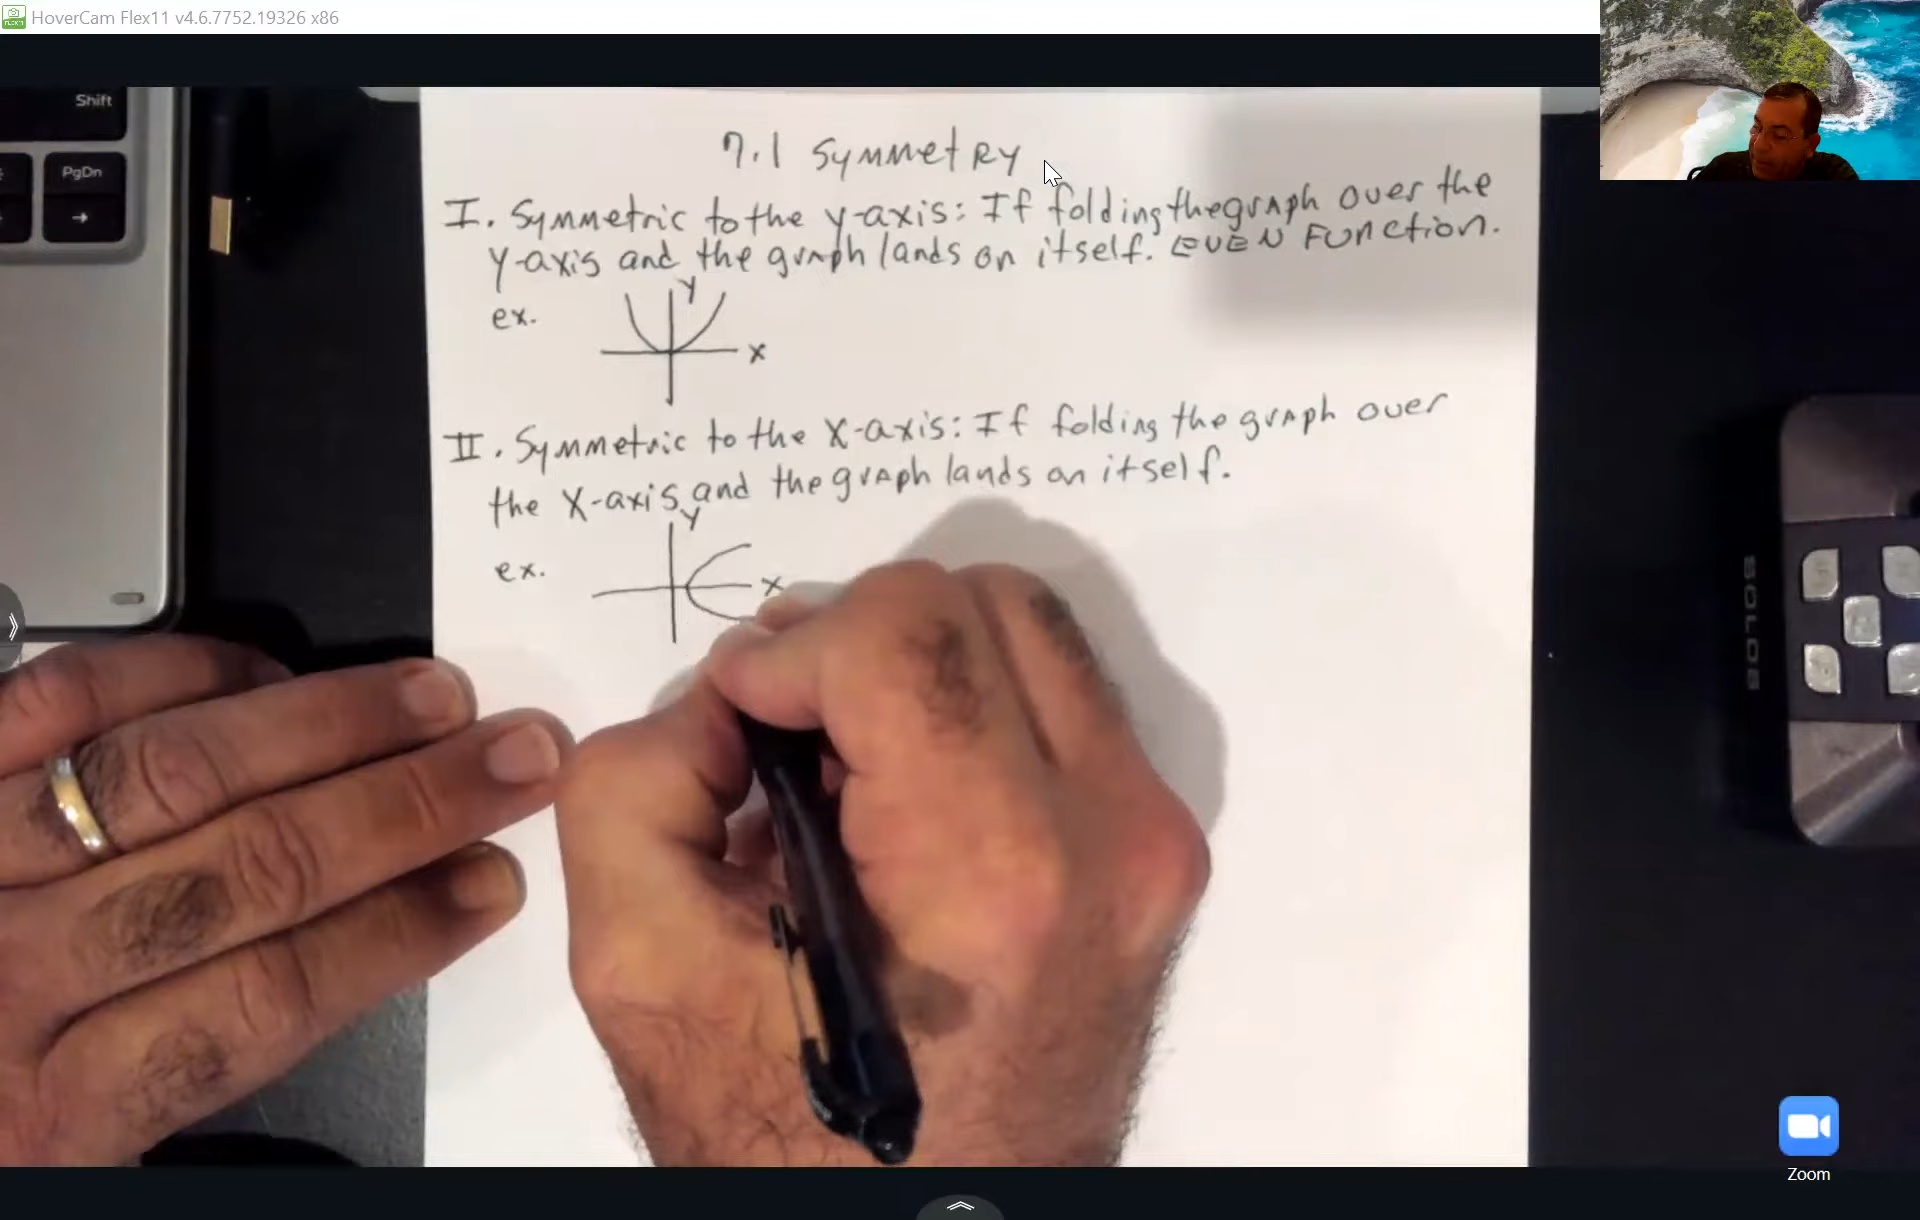 HoverCam Flex11 v4.6.7752.19326 x86
Shift
PgDn
→
7.1 Symmetry
I. Symmetric to the y-axis: If folding the graph over the
y-axis and the graph lands on itself. EVEN Function.
ex.
y
x
II. Symmetric to the X-axis: If folding the graph over
the X-axis and the graph lands on itself.
y
ex.
x
Zoom